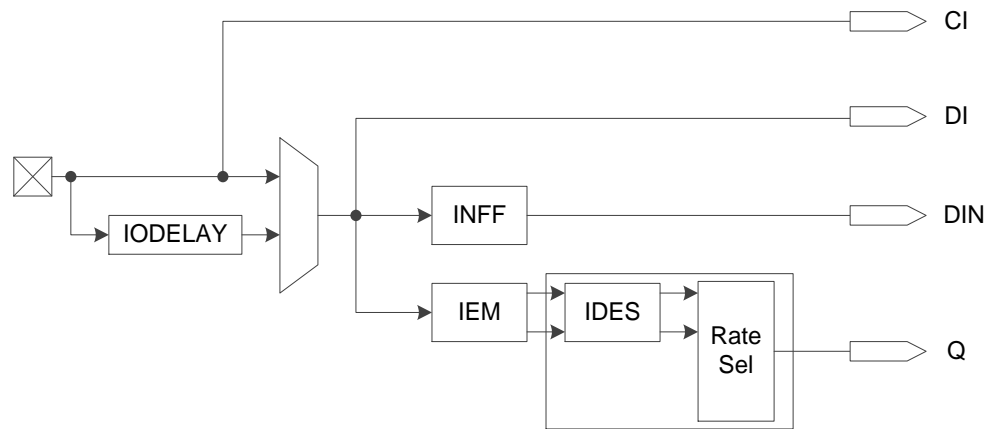 CI
DI
INFF
DIN
IODELAY
IEM
IDES
Rate
Sel
Q